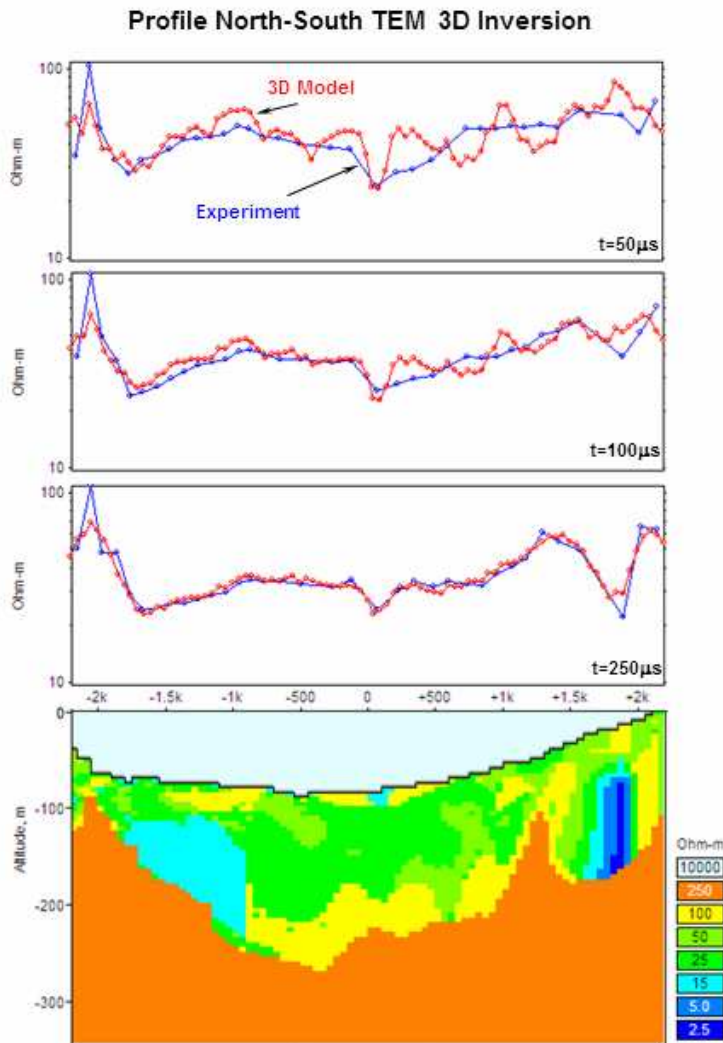 Profile North-South TEM 3D Inversion
100
3D Model
Ohm-m
Experiment
10
t=50μs
100
Ohm-m
10
t=100μs
100
Ohm-m
10
t=250μs
-2k -1.5k -1k -500 0 +500 +1k +1.5k +2k
0
-100
Altitude, m
-200
-300
Ohm-m
10000
250
100
50
25
15
5.0
2.5